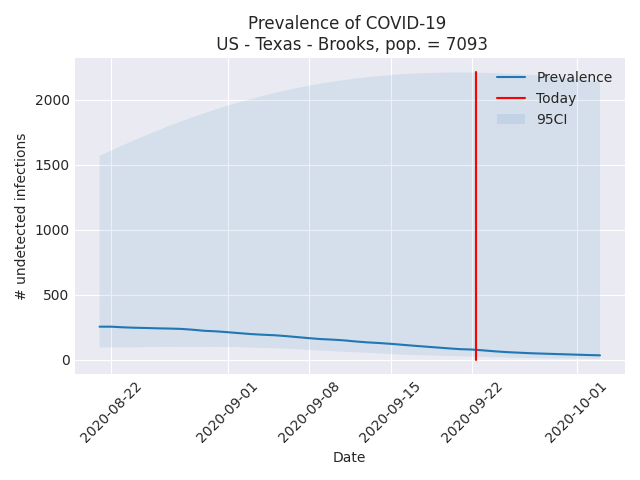 Prevalence of COVID-19
US - Texas - Brooks, pop. = 7093
Prevalence
Today
95CI
2000
1500
1000
500
0
# undetected infections
2020-08-22
2020-09-01
2020-09-08
2020-09-15
2020-09-22
2020-10-01
Date